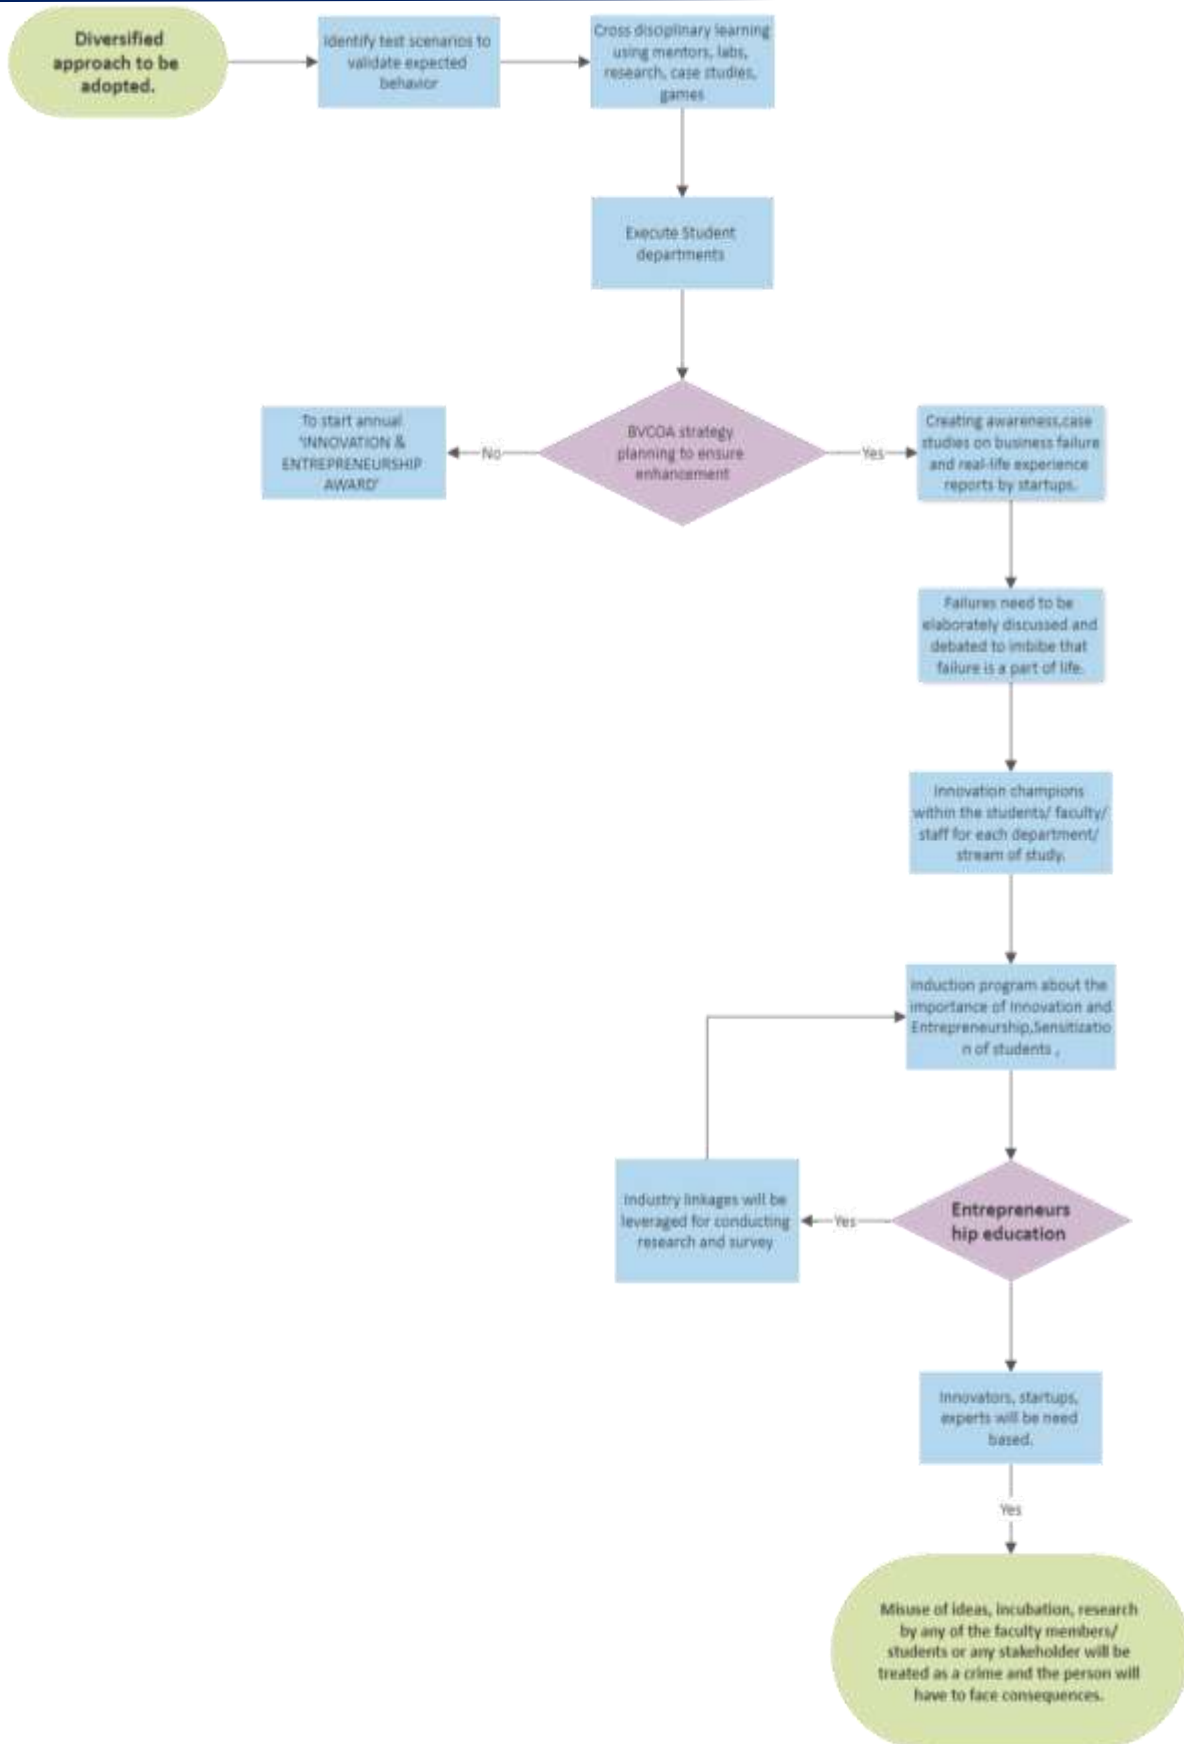 Diversified
approach to be
adopted.
Identify test scenarios to
validate expected
behavior
Cross disciplinary learning
using mentors, labs,
research, case studies,
games
Execute Student
departments
BVCOA strategy
planning to ensure
enhancement
No
To start annual
'INNOVATION &
ENTREPRENEURSHIP
AWARD'
Yes
Creating awareness,case
studies on business failure
and real-life experience
reports by startups.
Failures need to be
elaborately discussed and
debated to imbibe that
failure is a part of life.
Innovation champions
within the students/ faculty/
staff for each department/
stream of study.
induction program about the
importance of Innovation and
Entrepreneurship,Sensitizatio
n of students ,
Entrepreneurs
hip education
Yes
Industry linkages will be
leveraged for conducting
research and survey
Innovators, startups,
experts will be need
based.
Yes
Misuse of ideas, incubation, research
by any of the faculty members/
students or any stakeholder will be
treated as a crime and the person will
have to face consequences.